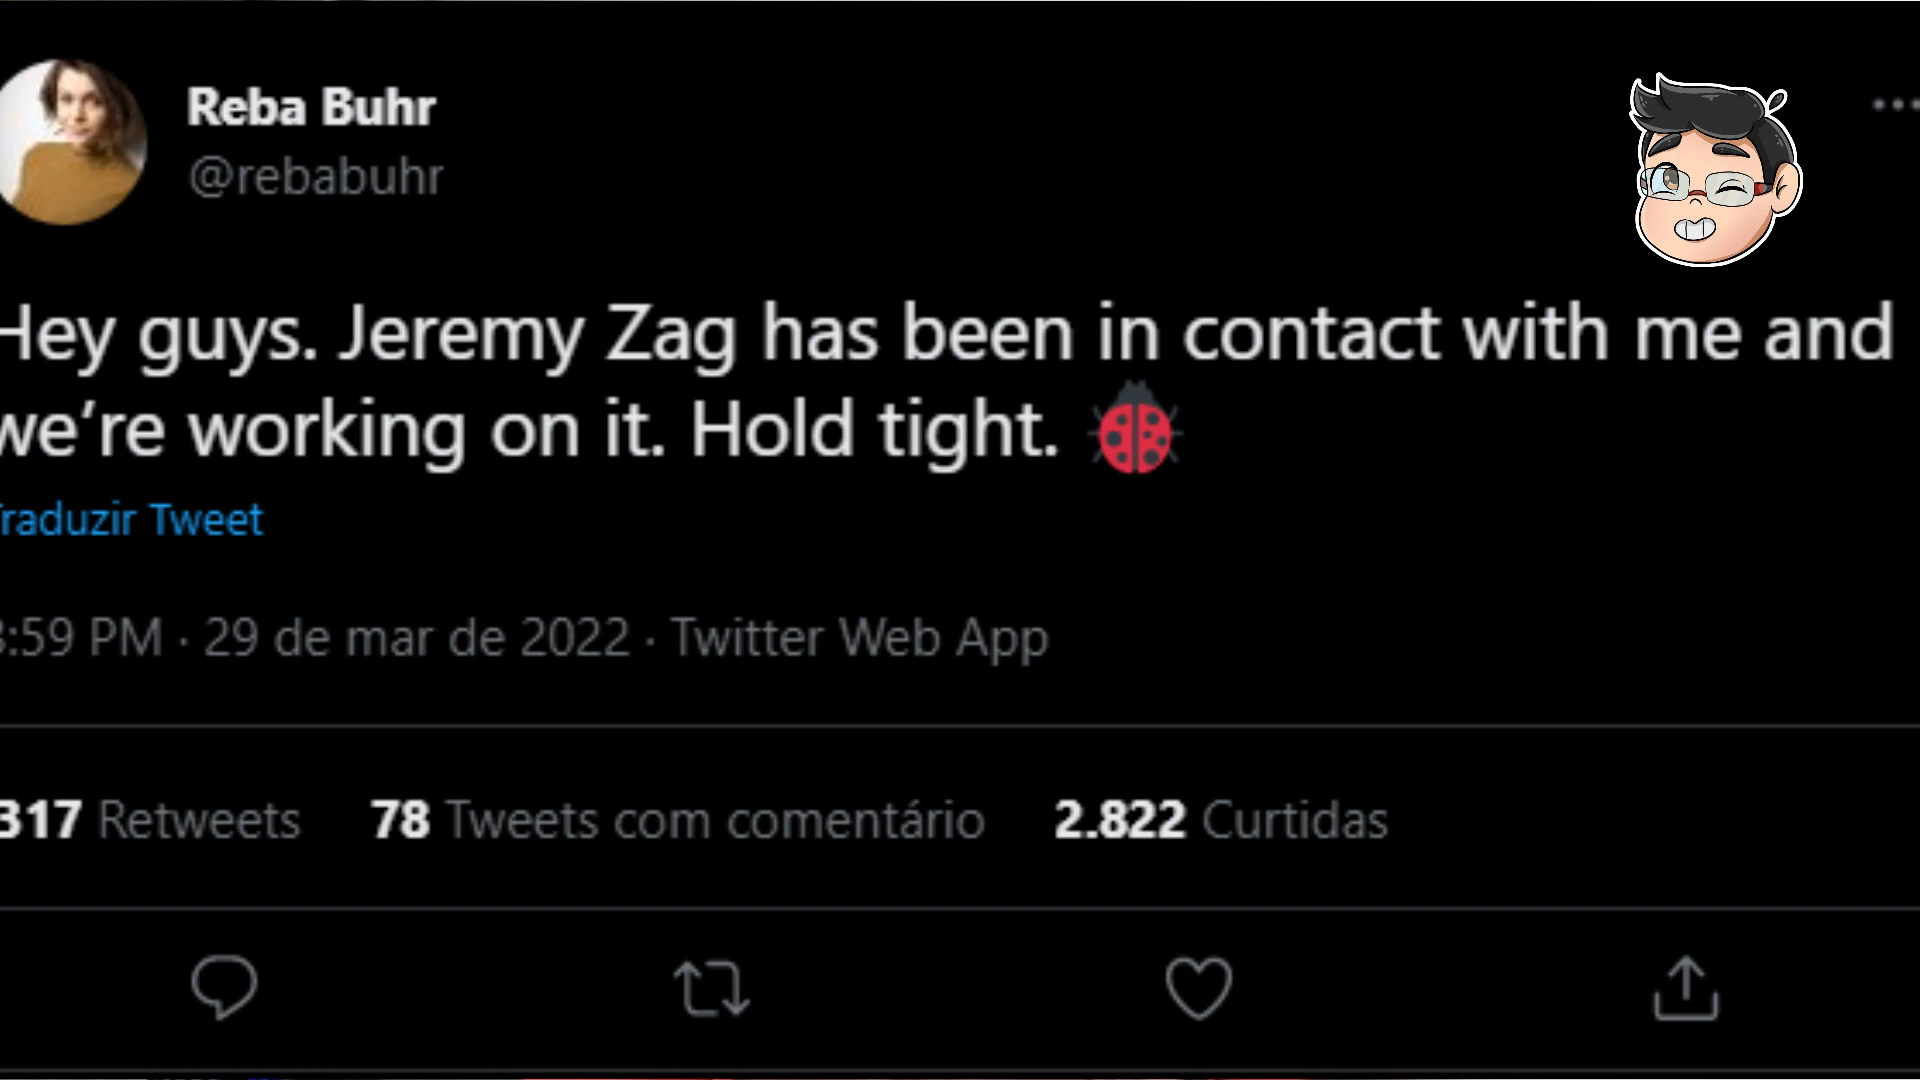 Reba Buhr
@rebabuhr
Hey guys. Jeremy Zag has been in contact with me and
we're working on it. Hold tight. 🐞
Traduzir Tweet
:59 PM · 29 de mar de 2022 · Twitter Web App
317 Retweets 78 Tweets com comentário 2.822 Curtidas